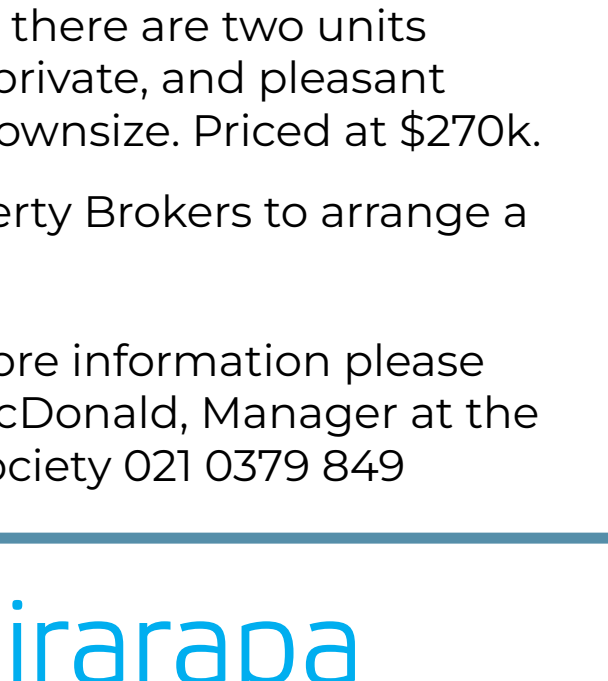 there are two units
private, and pleasant
ownsize. Priced at $270k.
erty Brokers to arrange a
ore information please
cDonald, Manager at the
ociety 021 0379 849
irarapa